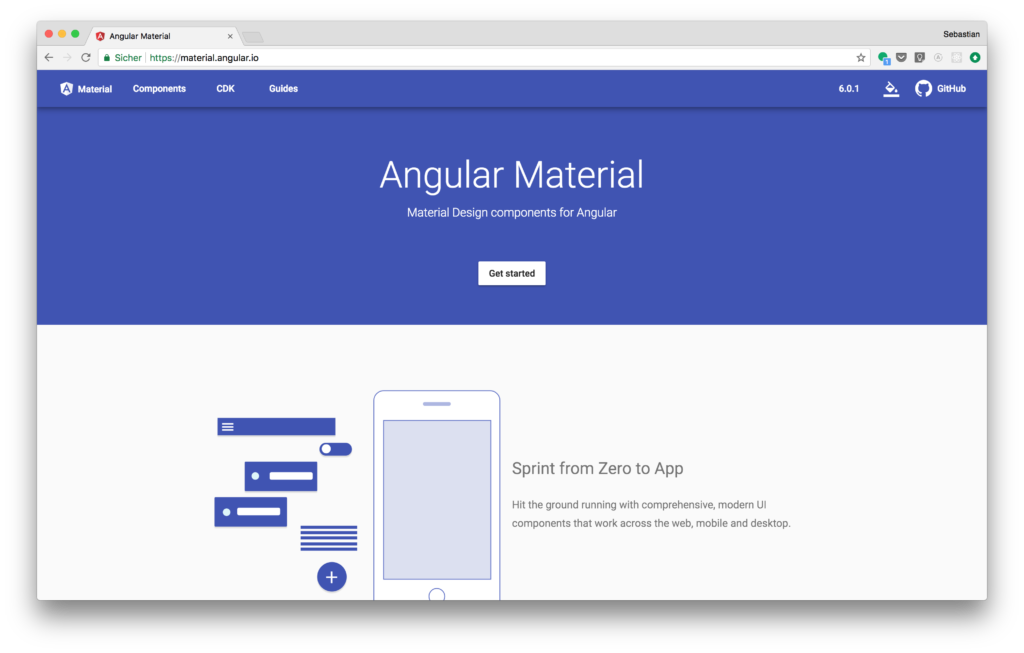 Angular Material
Sebastian
Sicher https://material.angular.io
1
Material Components CDK Guides 6.0.1 GitHub
Angular Material
Material Design components for Angular
Get started
Sprint from Zero to App
Hit the ground running with comprehensive, modern UI
components that work across the web, mobile and desktop.